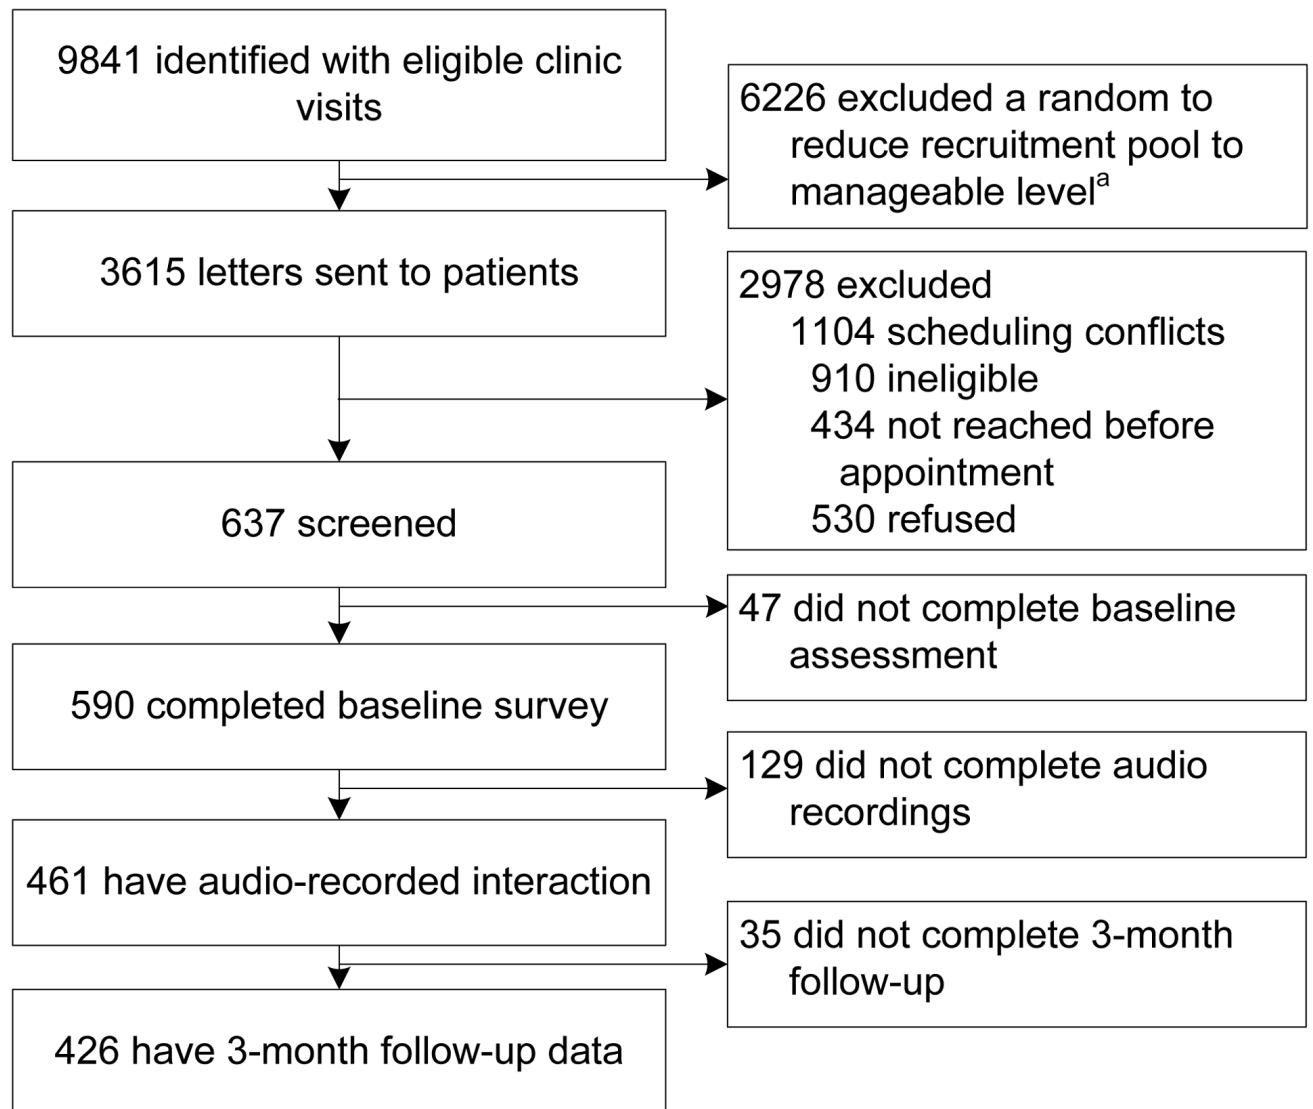 9841 identified with eligible clinic
visits
6226 excluded a random to
reduce recruitment pool to
manageable levelᵃ
3615 letters sent to patients
2978 excluded
1104 scheduling conflicts
910 ineligible
434 not reached before
appointment
530 refused
637 screened
47 did not complete baseline
assessment
590 completed baseline survey
129 did not complete audio
recordings
461 have audio-recorded interaction
35 did not complete 3-month
follow-up
426 have 3-month follow-up data